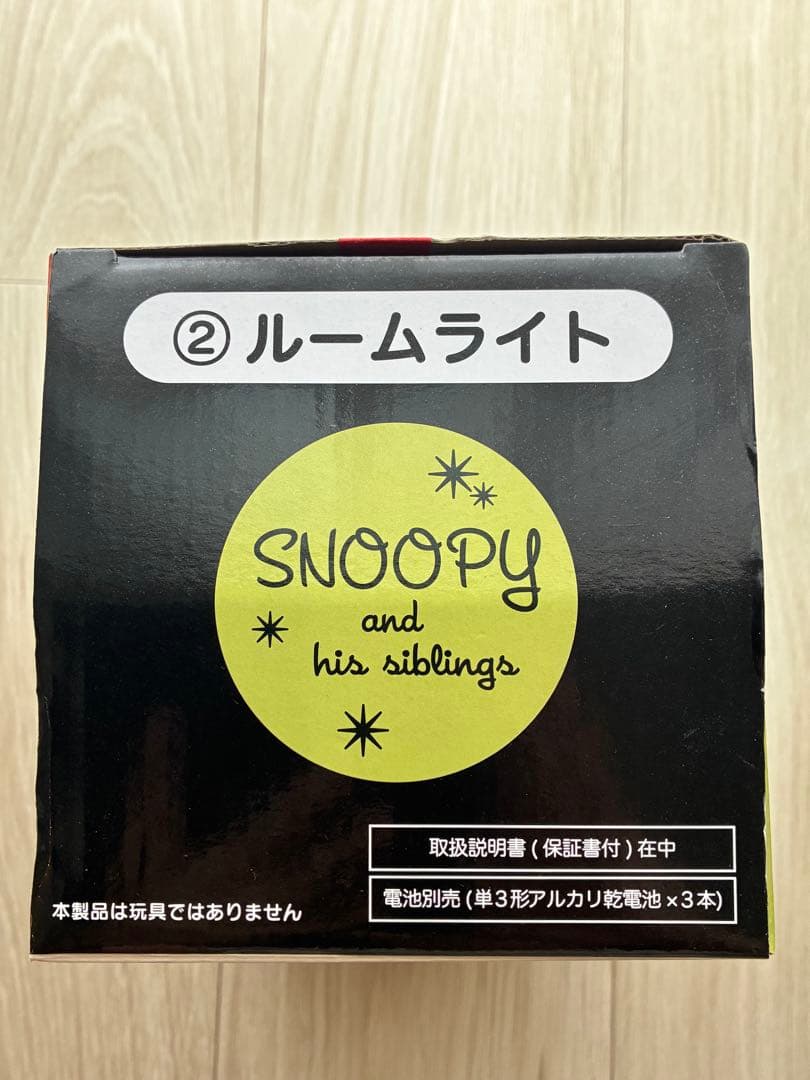 ②ルームライト
SNOOPY
and
his siblings
取扱説明書(保証書付)在中
電池別売(単3形アルカリ乾電池×3本)
本製品は玩具ではありません